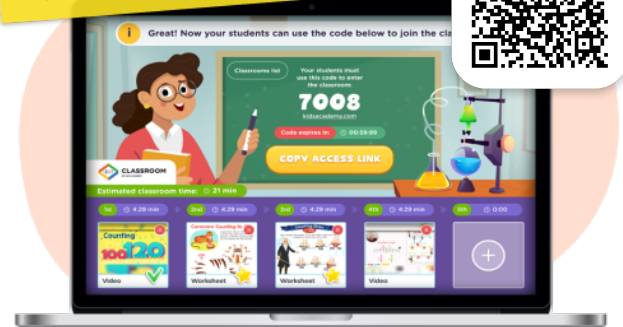 Great! Now your students can use the code below to join the cla
Classrooms list
Your students must
use this code to enter
the classroom
7008
kidsacademy.com
Code expires in: 00:59:99
COPY ACCESS LINK
CLASSROOM
Estimated classroom time: 21 min
1st 4:29 min
2nd 4:29 min
3rd 4:29 min
4th 4:29 min
5th 0:00
Counting
100 120
Video
Worksheet
Worksheet
Video